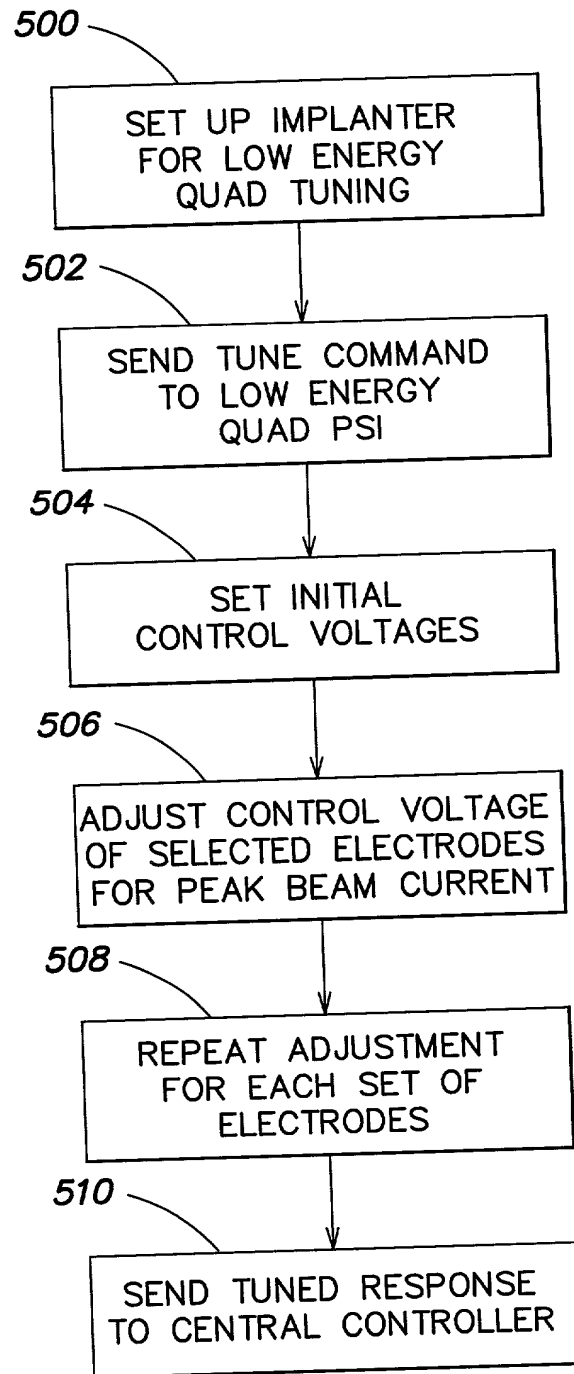 500
SET UP IMPLANTER
FOR LOW ENERGY
QUAD TUNING
502
SEND TUNE COMMAND
TO LOW ENERGY
QUAD PSI
504
SET INITIAL
CONTROL VOLTAGES
506
ADJUST CONTROL VOLTAGE
OF SELECTED ELECTRODES
FOR PEAK BEAM CURRENT
508
REPEAT ADJUSTMENT
FOR EACH SET OF
ELECTRODES
510
SEND TUNED RESPONSE
TO CENTRAL CONTROLLER